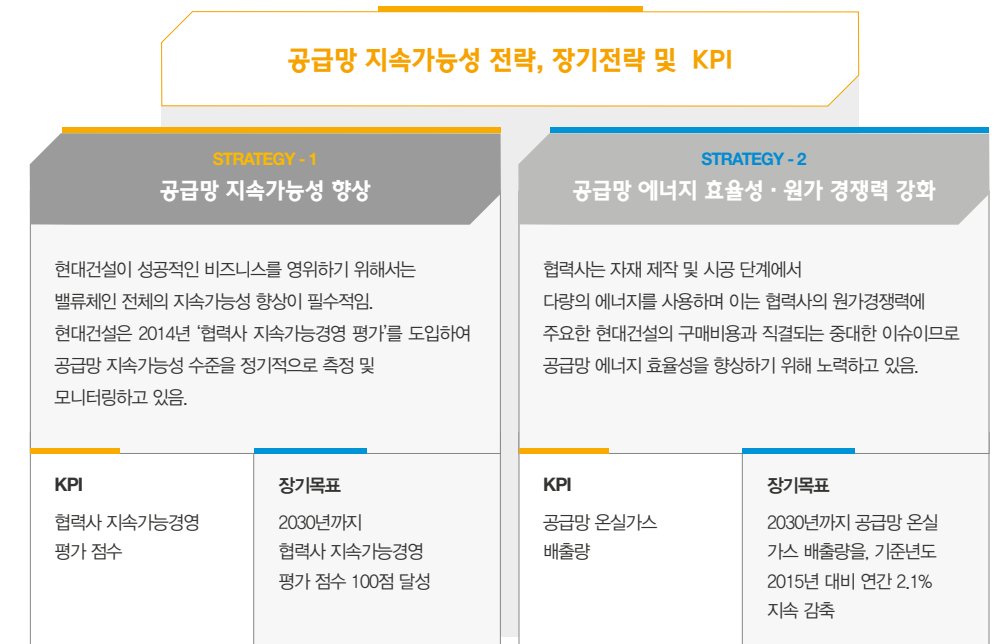 공급망 지속가능성 전략, 장기전략 및 KPI
STRATEGY - 1
공급망 지속가능성 향상
현대건설이 성공적인 비즈니스를 영위하기 위해서는
밸류체인 전체의 지속가능성 향상이 필수적임.
현대건설은 2014년 ‘협력사 지속가능경영 평가’를 도입하여
공급망 지속가능성 수준을 정기적으로 측정 및
모니터링하고 있음.
KPI
협력사 지속가능경영
평가 점수
장기목표
2030년까지
협력사 지속가능경영
평가 점수 100점 달성
STRATEGY - 2
공급망 에너지 효율성 · 원가 경쟁력 강화
협력사는 자재 제작 및 시공 단계에서
다량의 에너지를 사용하며 이는 협력사의 원가경쟁력에
주요한 현대건설의 구매비용과 직결되는 중대한 이슈이므로
공급망 에너지 효율성을 향상하기 위해 노력하고 있음.
KPI
공급망 온실가스
배출량
장기목표
2030년까지 공급망 온실
가스 배출량을, 기준년도
2015년 대비 연간 2.1%
지속 감축